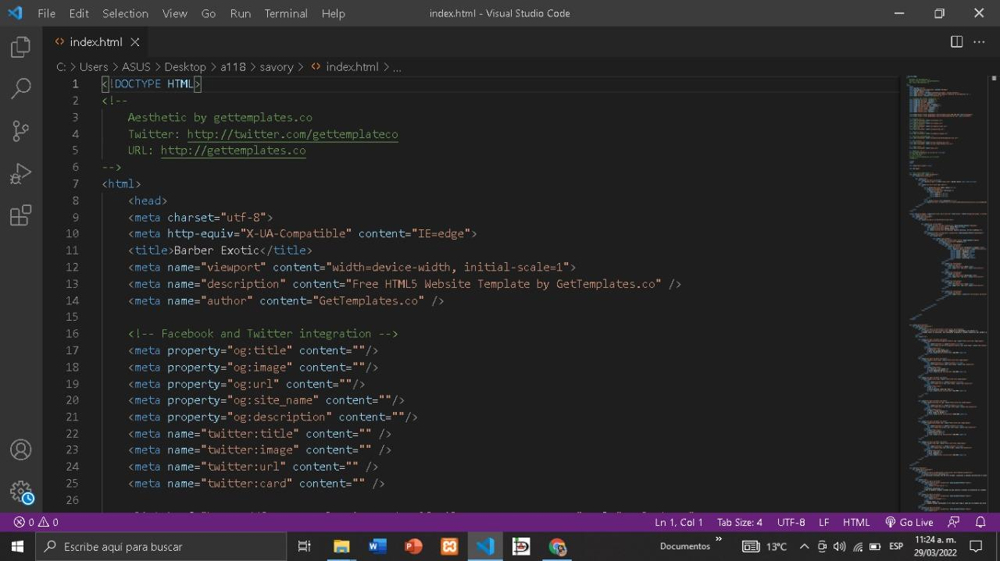 File Edit Selection View Go Run Terminal Help index.html - Visual Studio Code
index.html
C: > Users > ASUS > Desktop > a118 > savory > index.html > ...
1 <!DOCTYPE HTML>
2 <!--
3 Aesthetic by gettemplates.co
4 Twitter: http://twitter.com/gettemplateco
5 URL: http://gettemplates.co
6 -->
7 <html>
8 <head>
9 <meta charset="utf-8">
10 <meta http-equiv="X-UA-Compatible" content="IE=edge">
11 <title>Barber Exotic</title>
12 <meta name="viewport" content="width=device-width, initial-scale=1">
13 <meta name="description" content="Free HTML5 Website Template by GetTemplates.co" />
14 <meta name="author" content="GetTemplates.co" />
15
16 <!-- Facebook and Twitter integration -->
17 <meta property="og:title" content=""/>
18 <meta property="og:image" content=""/>
19 <meta property="og:url" content=""/>
20 <meta property="og:site_name" content=""/>
21 <meta property="og:description" content=""/>
22 <meta name="twitter:title" content="" />
23 <meta name="twitter:image" content="" />
24 <meta name="twitter:url" content="" />
25 <meta name="twitter:card" content="" />
26
0 0 Ln 1, Col 1 Tab Size: 4 UTF-8 LF HTML Go Live
Escribe aquí para buscar Documentos » 13°C ESP 11:24 a. m.
29/03/2022